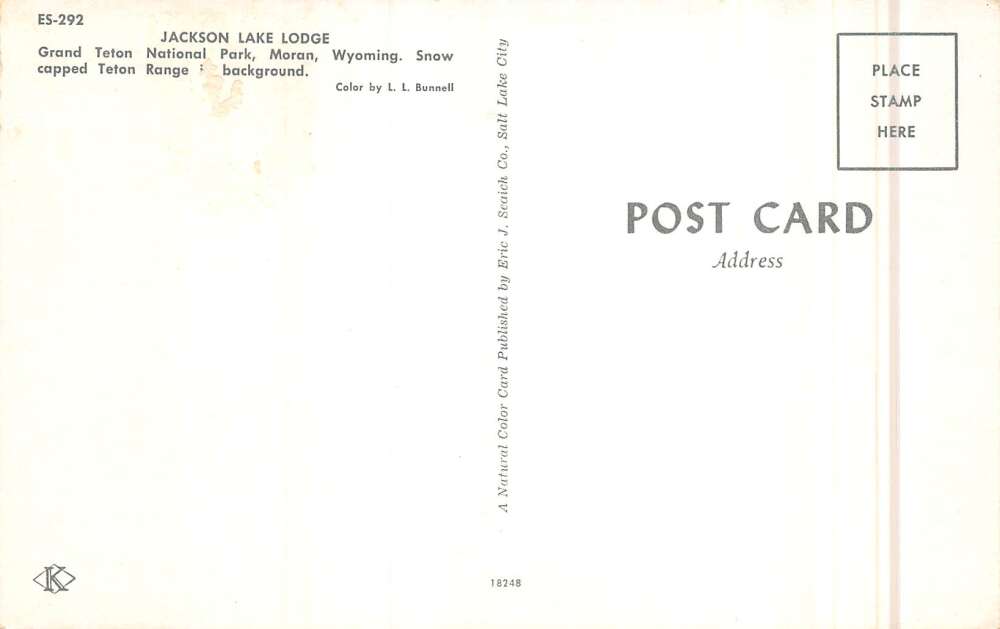 ES-292
JACKSON LAKE LODGE
Grand Teton National Park, Moran, Wyoming. Snow
capped Teton Range background.
Color by L. L. Bunnell
A Natural Color Card Published by Eric J. Seaich Co., Salt Lake City
PLACE
STAMP
HERE
POST CARD
Address
K
18248